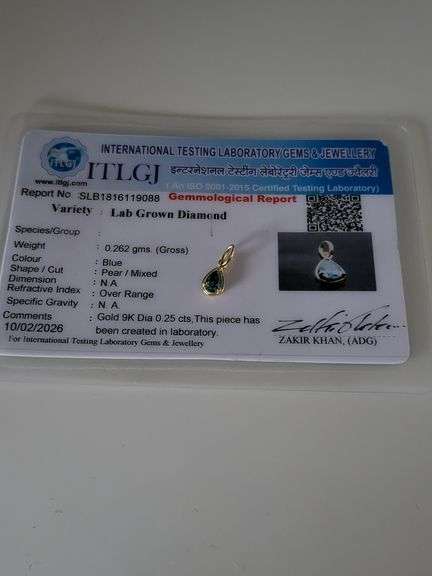 INTERNATIONAL TESTING LABORATORY GEMS & JEWELLERY
ITLGJ इन्टरनेशनल टेस्टींग लेबोरेट्री जेम्स एण्ड ज्वैलरी
ITLGJ
www.itlgj.com
( An ISO 9001-2015 Certified Testing Laboratory)
Report No SLB1816119088 Gemmological Report
Variety : Lab Grown Diamond
Species/Group :
Weight : 0.262 gms. (Gross)
Colour : Blue
Shape / Cut : Pear / Mixed
Dimension : N.A
Refractive Index : Over Range
Specific Gravity : N. A.
Comments : Gold 9K Dia 0.25 cts,This piece has
been created in laboratory.
10/02/2026
For International Testing Laboratory Gems & Jewellery
ZAKIR KHAN, (ADG)